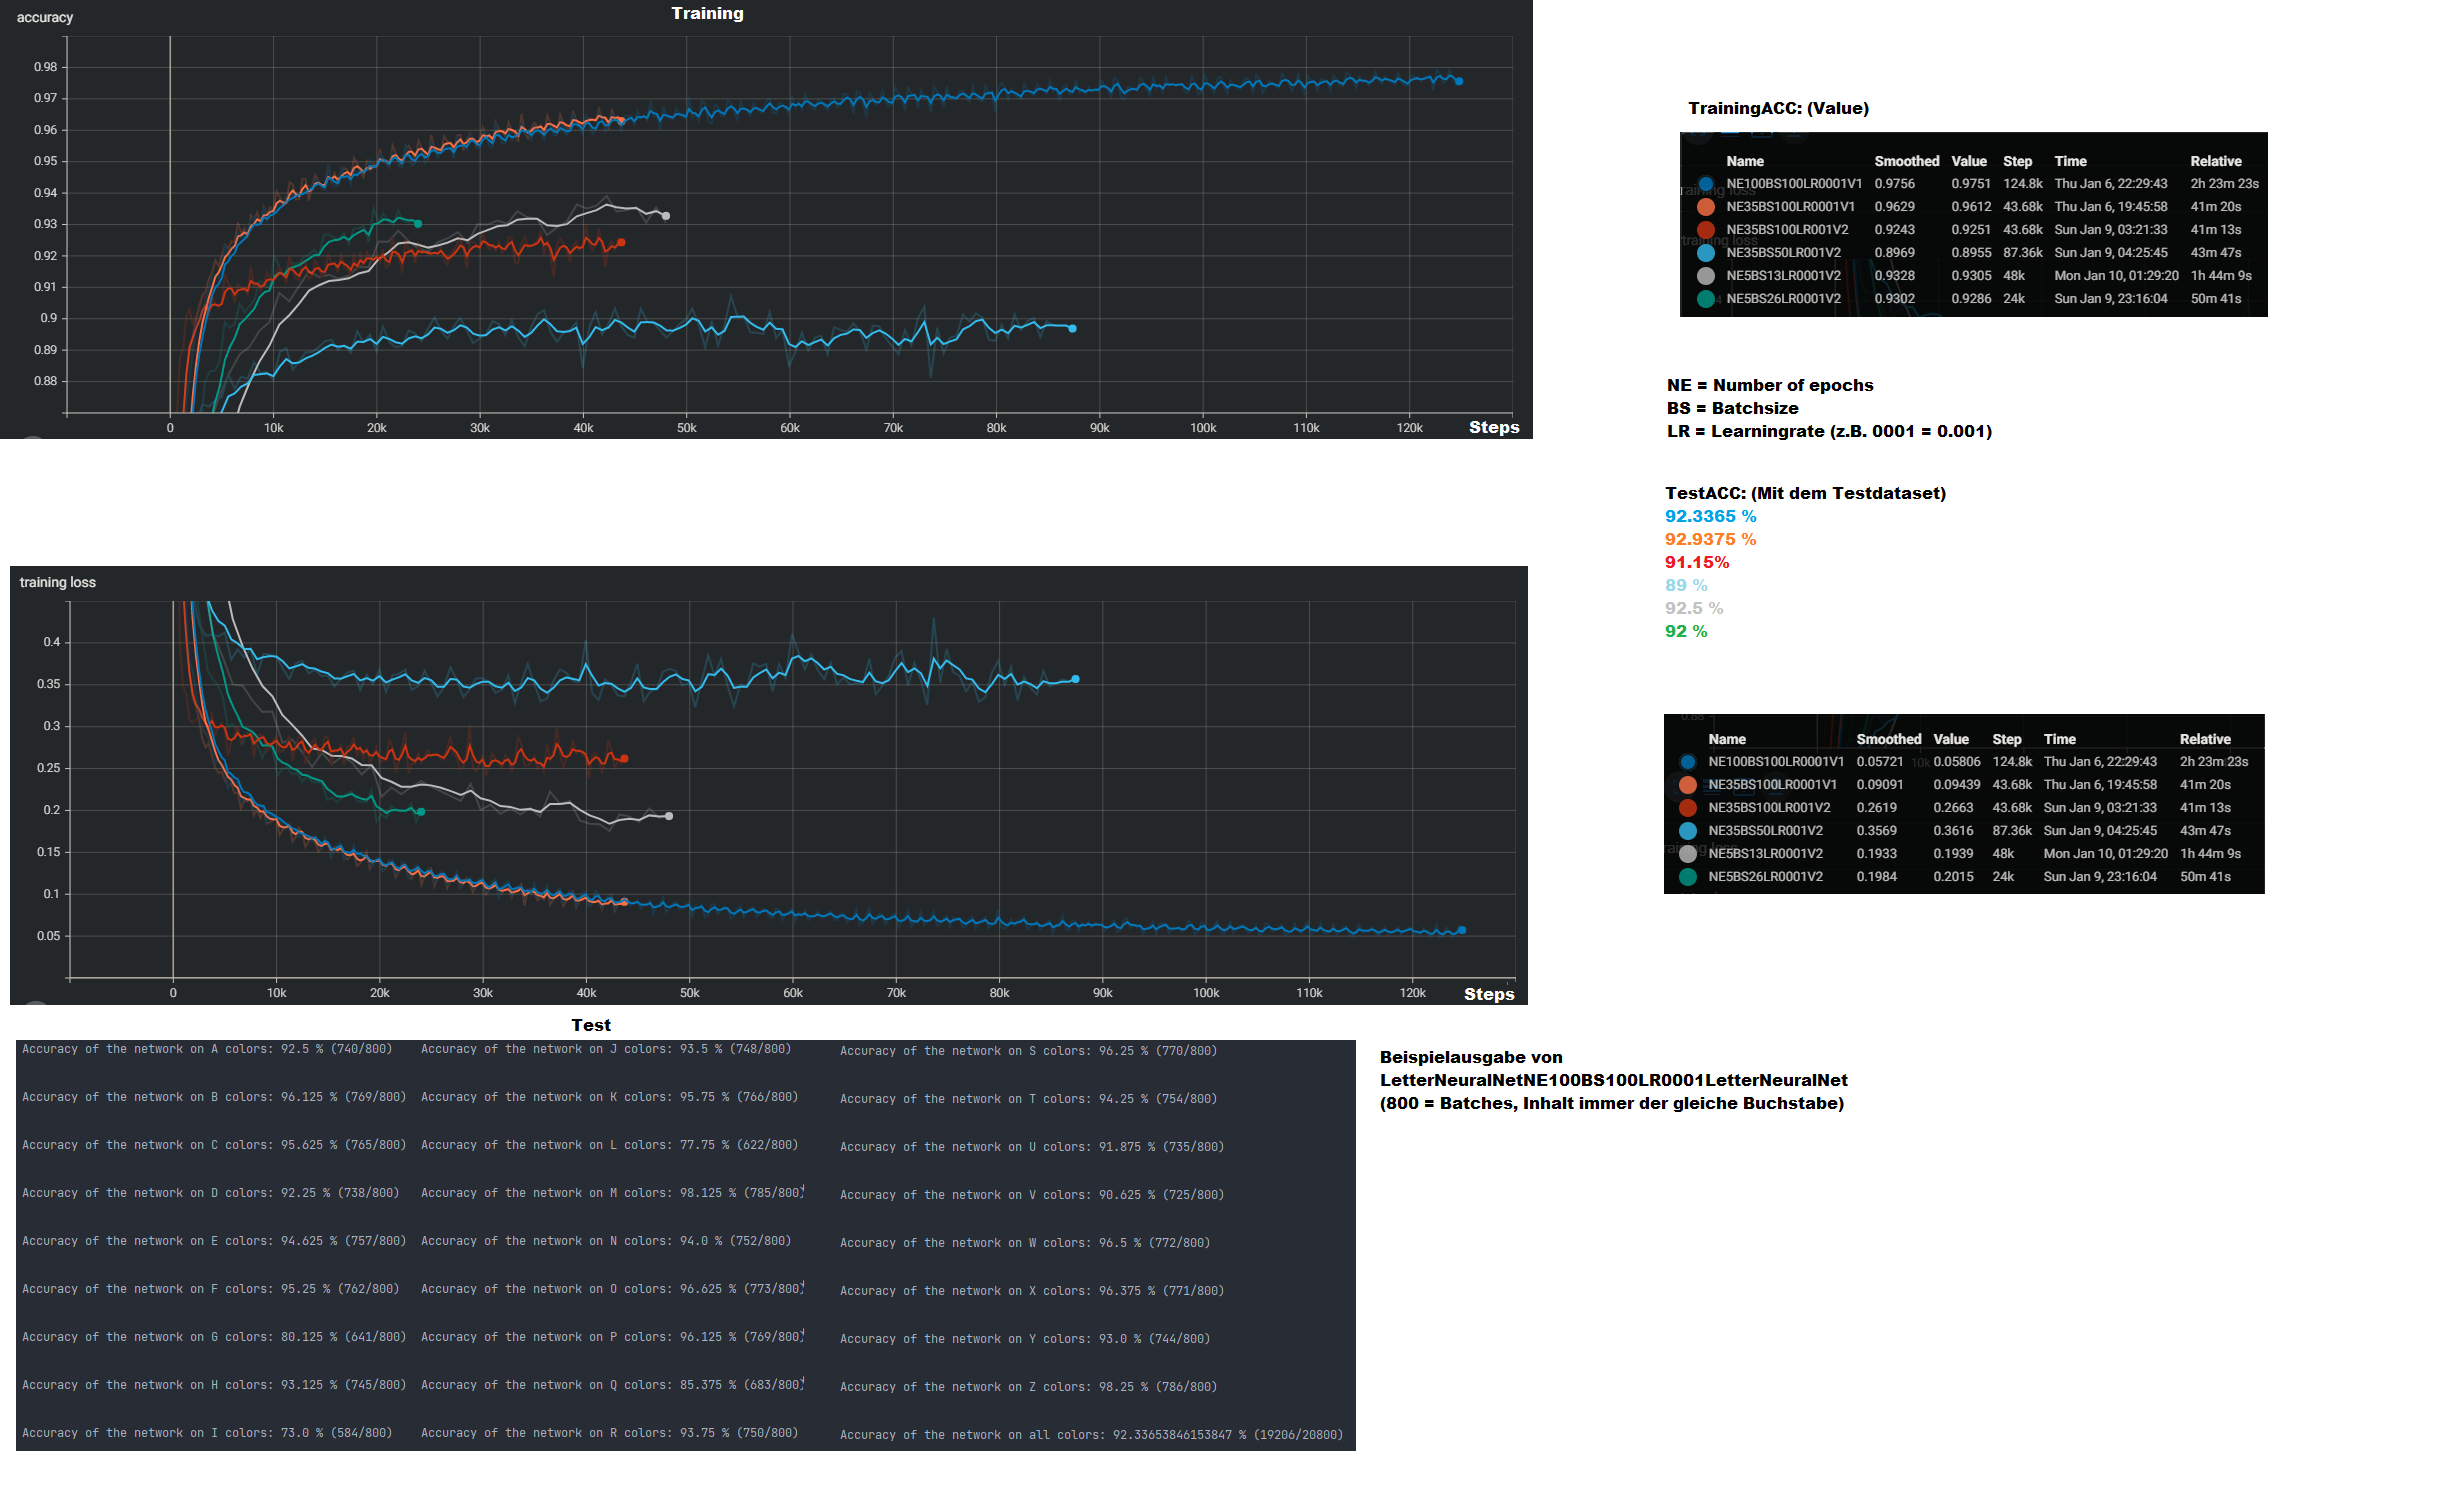 accuracy
Training
0.98
0.97
0.96
0.95
0.94
0.93
0.92
0.91
0.9
0.89
0.88
0 10k 20k 30k 40k 50k 60k 70k 80k 90k 100k 110k 120k
Steps
TrainingACC: (Value)
Name Smoothed Value Step Time Relative
NE100BS100LR0001V1 0.9756 0.9751 124.8k Thu Jan 6, 22:29:43 2h 23m 23s
NE35BS100LR0001V1 0.9629 0.9612 43.68k Thu Jan 6, 19:45:58 41m 20s
NE35BS100LR001V2 0.9243 0.9251 43.68k Sun Jan 9, 03:21:33 41m 13s
NE35BS50LR001V2 0.8969 0.8955 87.36k Sun Jan 9, 04:25:45 43m 47s
NE5BS13LR0001V2 0.9328 0.9305 48k Mon Jan 10, 01:29:20 1h 44m 9s
NE5BS26LR0001V2 0.9302 0.9286 24k Sun Jan 9, 23:16:04 50m 41s
NE = Number of epochs
BS = Batchsize
LR = Learningrate (z.B. 0001 = 0.001)
TestACC: (Mit dem Testdataset)
92.3365 %
92.9375 %
91.15%
89 %
92.5 %
92 %
training loss
0.4
0.35
0.3
0.25
0.2
0.15
0.1
0.05
0 10k 20k 30k 40k 50k 60k 70k 80k 90k 100k 110k 120k
Steps
Name Smoothed Value Step Time Relative
NE100BS100LR0001V1 0.05721 0.05806 124.8k Thu Jan 6, 22:29:43 2h 23m 23s
NE35BS100LR0001V1 0.09091 0.09439 43.68k Thu Jan 6, 19:45:58 41m 20s
NE35BS100LR001V2 0.2619 0.2663 43.68k Sun Jan 9, 03:21:33 41m 13s
NE35BS50LR001V2 0.3569 0.3616 87.36k Sun Jan 9, 04:25:45 43m 47s
NE5BS13LR0001V2 0.1933 0.1939 48k Mon Jan 10, 01:29:20 1h 44m 9s
NE5BS26LR0001V2 0.1984 0.2015 24k Sun Jan 9, 23:16:04 50m 41s
Test
Accuracy of the network on A colors: 92.5 % (740/800)
Accuracy of the network on B colors: 96.125 % (769/800)
Accuracy of the network on C colors: 95.625 % (765/800)
Accuracy of the network on D colors: 92.25 % (738/800)
Accuracy of the network on E colors: 94.625 % (757/800)
Accuracy of the network on F colors: 95.25 % (762/800)
Accuracy of the network on G colors: 80.125 % (641/800)
Accuracy of the network on H colors: 93.125 % (745/800)
Accuracy of the network on I colors: 73.0 % (584/800)
Accuracy of the network on J colors: 93.5 % (748/800)
Accuracy of the network on K colors: 95.75 % (766/800)
Accuracy of the network on L colors: 77.75 % (622/800)
Accuracy of the network on M colors: 98.125 % (785/800)
Accuracy of the network on N colors: 94.0 % (752/800)
Accuracy of the network on O colors: 96.625 % (773/800)
Accuracy of the network on P colors: 96.125 % (769/800)
Accuracy of the network on Q colors: 85.375 % (683/800)
Accuracy of the network on R colors: 93.75 % (750/800)
Accuracy of the network on S colors: 96.25 % (770/800)
Accuracy of the network on T colors: 94.25 % (754/800)
Accuracy of the network on U colors: 91.875 % (735/800)
Accuracy of the network on V colors: 90.625 % (725/800)
Accuracy of the network on W colors: 96.5 % (772/800)
Accuracy of the network on X colors: 96.375 % (771/800)
Accuracy of the network on Y colors: 93.0 % (744/800)
Accuracy of the network on Z colors: 98.25 % (786/800)
Accuracy of the network on all colors: 92.33653846153847 % (19206/20800)
Beispielausgabe von
LetterNeuralNetNE100BS100LR0001LetterNeuralNet
(800 = Batches, Inhalt immer der gleiche Buchstabe)